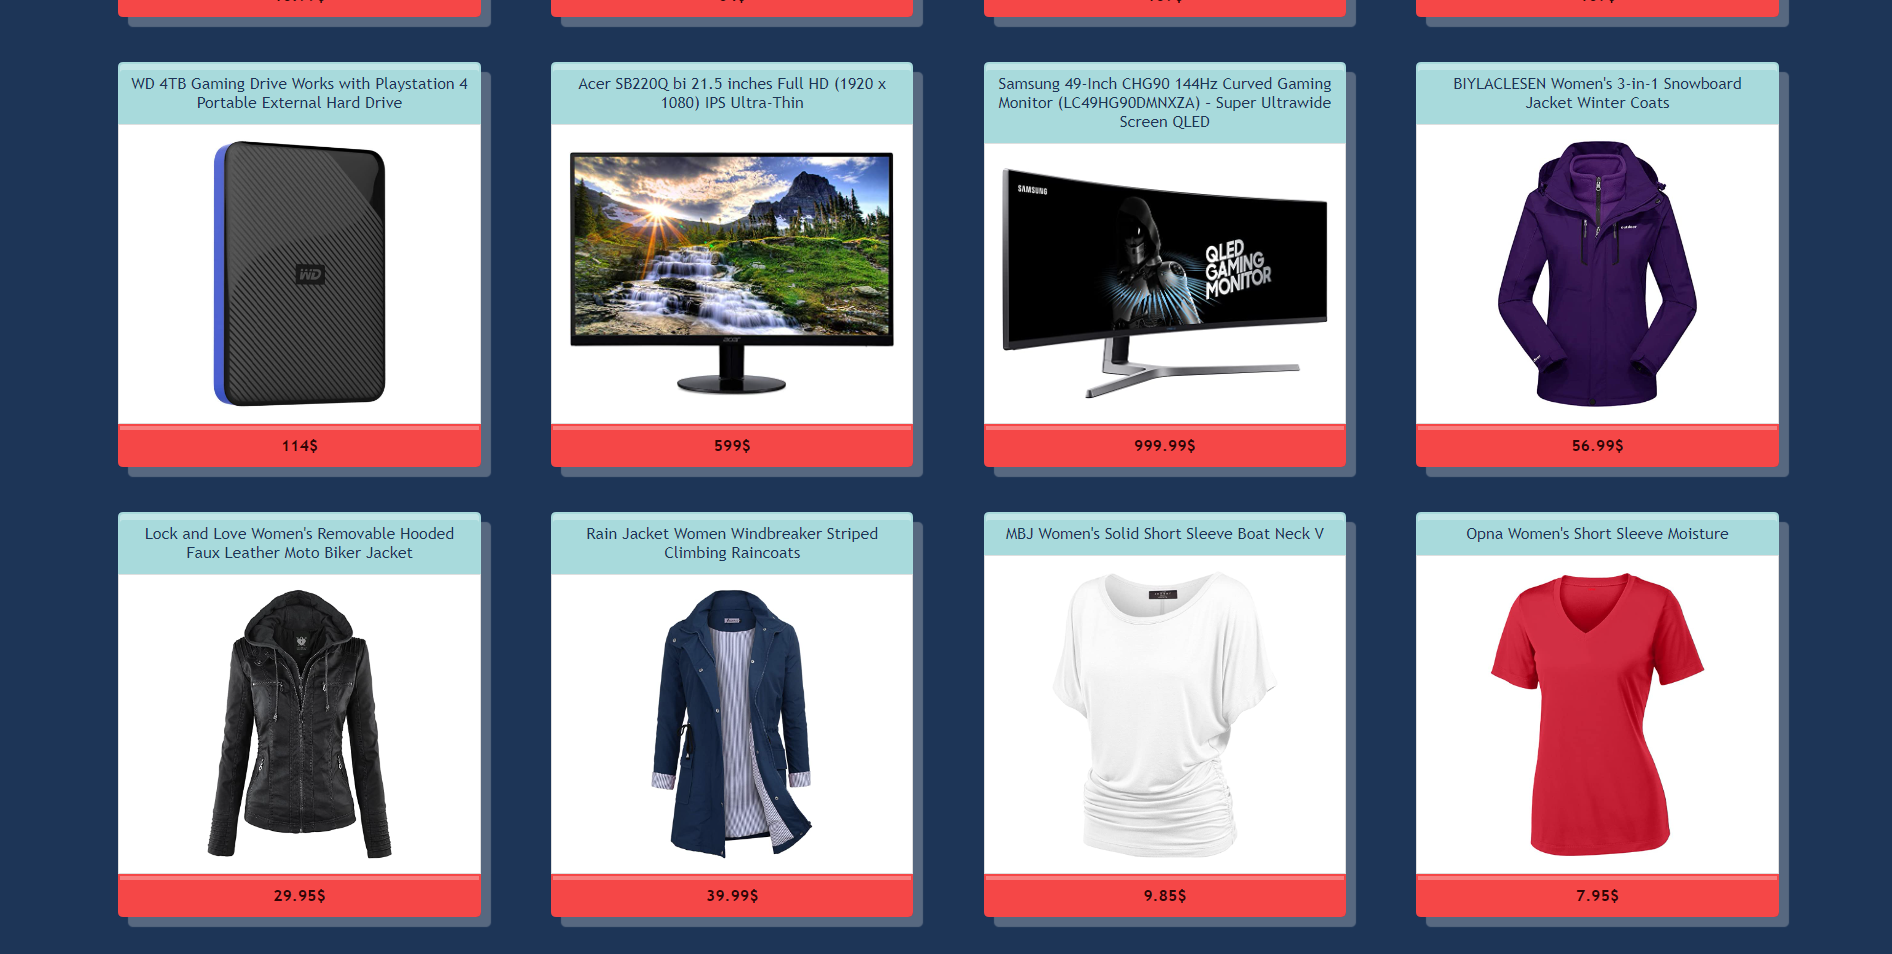 WD 4TB Gaming Drive Works with Playstation 4
Portable External Hard Drive
WD
114$
Acer SB220Q bi 21.5 inches Full HD (1920 x
1080) IPS Ultra-Thin
acer
599$
Samsung 49-Inch CHG90 144Hz Curved Gaming
Monitor (LC49HG90DMNXZA) – Super Ultrawide
Screen QLED
SAMSUNG
QLED
GAMING
MONITOR
999.99$
BIYLACLESEN Women's 3-in-1 Snowboard
Jacket Winter Coats
56.99$
Lock and Love Women's Removable Hooded
Faux Leather Moto Biker Jacket
29.95$
Rain Jacket Women Windbreaker Striped
Climbing Raincoats
39.99$
MBJ Women's Solid Short Sleeve Boat Neck V
9.85$
Opna Women's Short Sleeve Moisture
7.95$